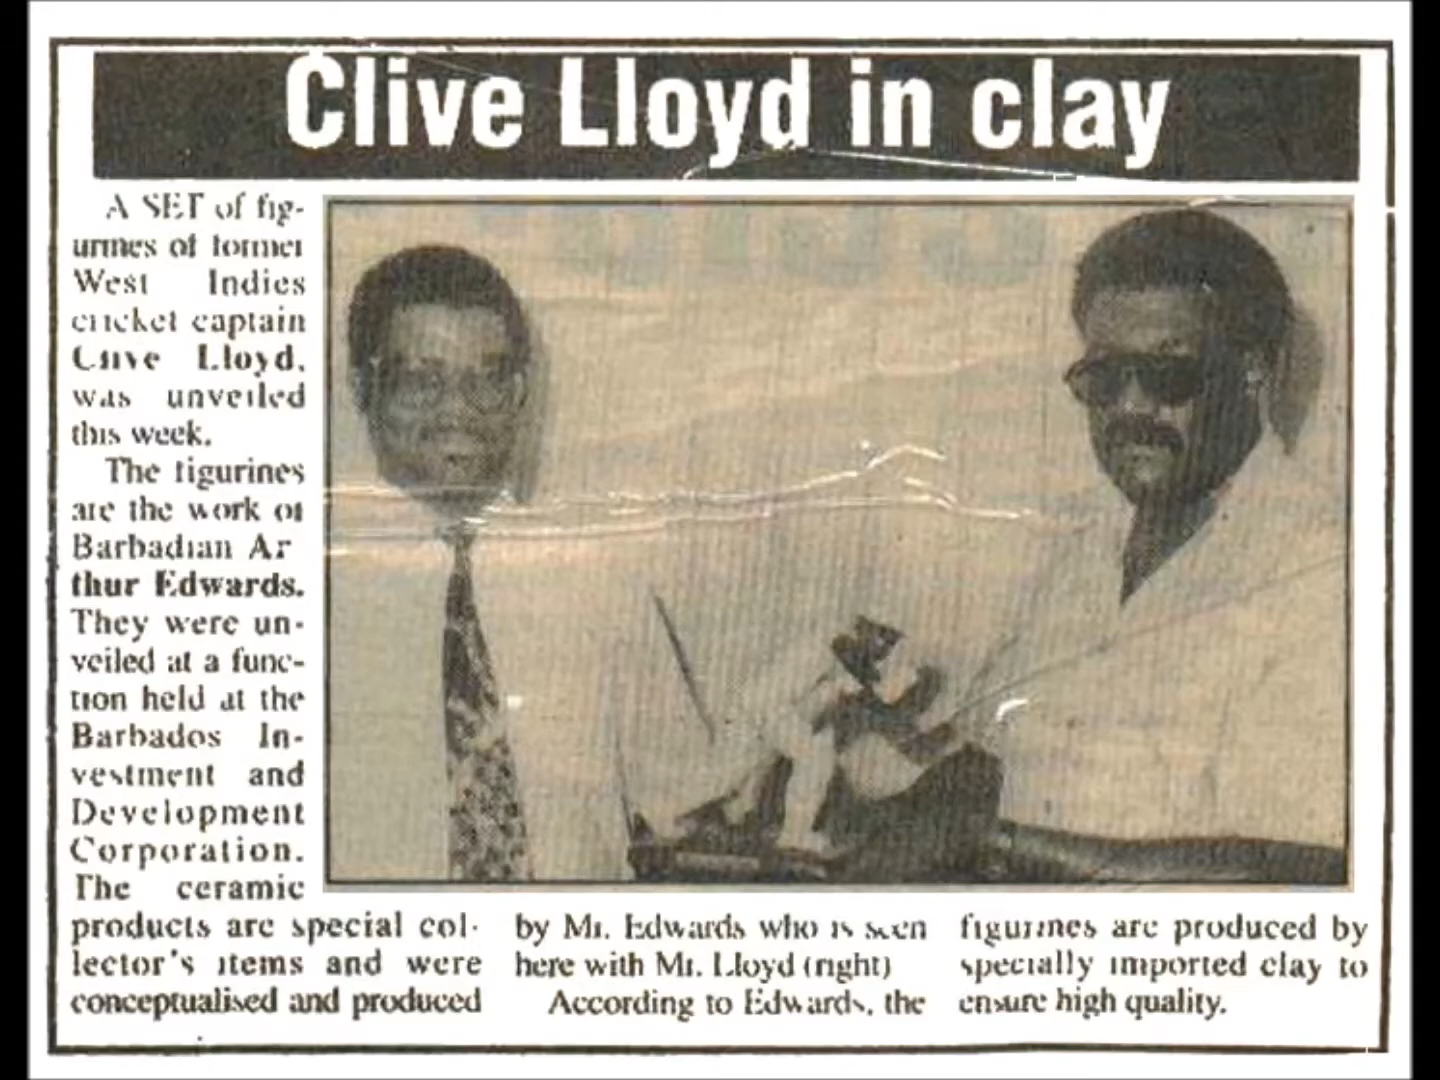 Clive Lloyd in clay
A SET of fig-
urines of former
West Indies
cricket captain
Clive Lloyd,
was unveiled
this week.
The figurines
are the work of
Barbadian Ar
thur Edwards.
They were un-
veiled at a func-
tion held at the
Barbados In-
vestment and
Development
Corporation.
The ceramic
products are special col-
lector's items and were
conceptualised and produced
by Mr. Edwards who is seen
here with Mr. Lloyd (right)
According to Edwards, the
figurines are produced by
specially imported clay to
ensure high quality.